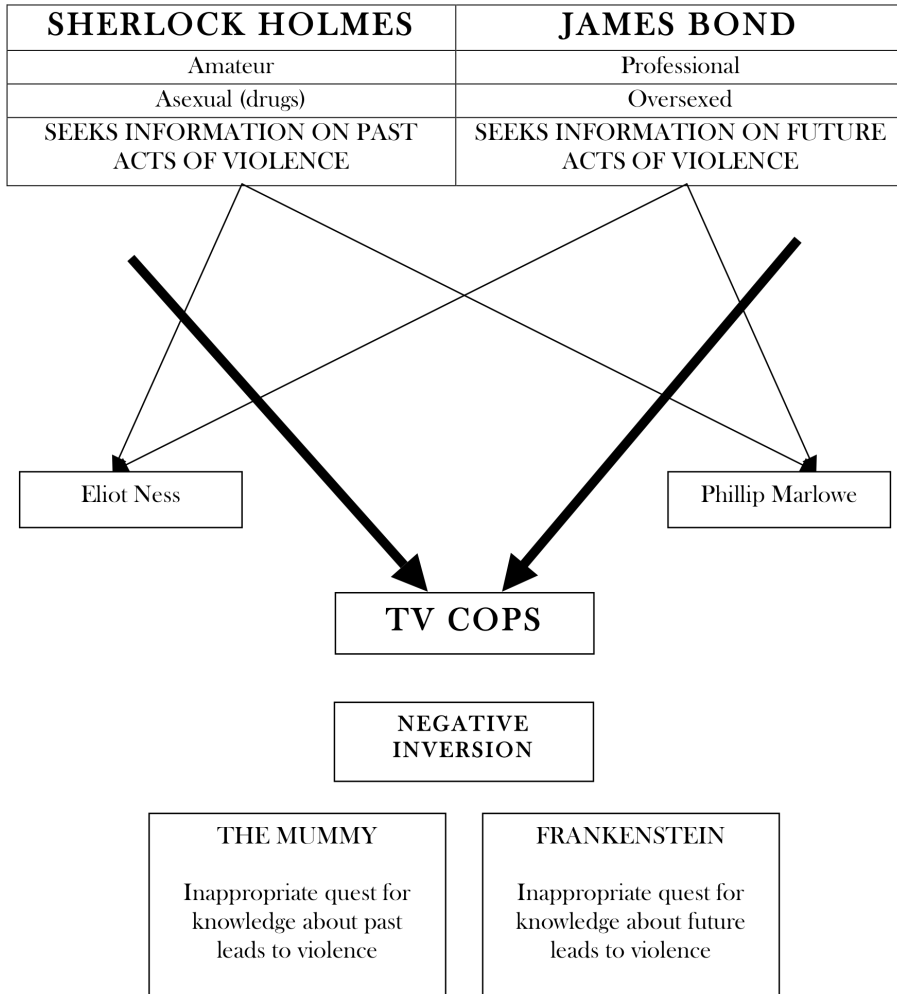 SHERLOCK HOLMES
JAMES BOND
Amateur
Professional
Asexual (drugs)
Oversexed
SEEKS INFORMATION ON PAST
ACTS OF VIOLENCE
SEEKS INFORMATION ON FUTURE
ACTS OF VIOLENCE
Eliot Ness
Phillip Marlowe
TV COPS
NEGATIVE
INVERSION
THE MUMMY
Inappropriate quest for
knowledge about past
leads to violence
FRANKENSTEIN
Inappropriate quest for
knowledge about future
leads to violence